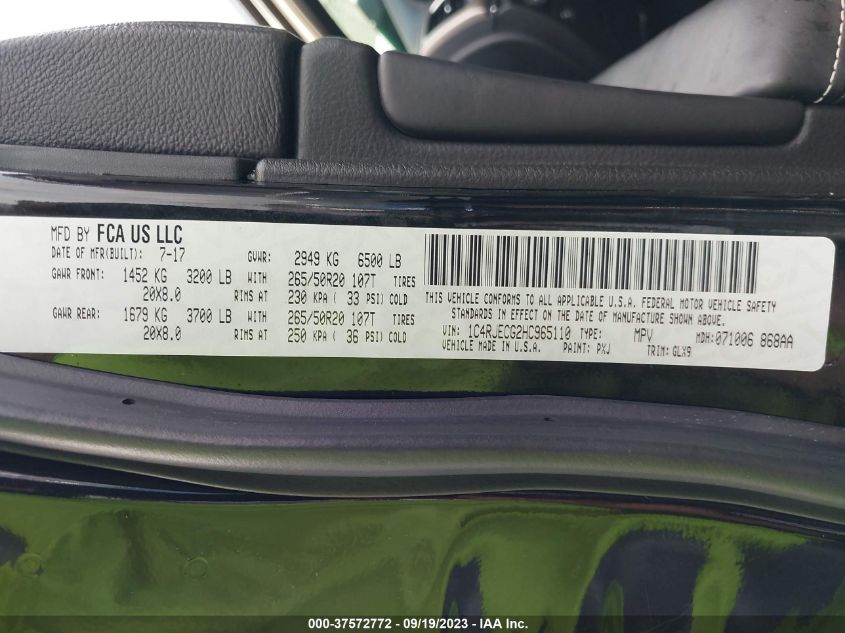 MFD BY FCA US LLC
DATE OF MFR(BUILT): 7-17 GVWR: 2949 KG 6500 LB
GAWR FRONT: 1452 KG 3200 LB WITH 265/50R20 107T TIRES
20X8.0 RIMS AT 230 KPA ( 33 PSI) COLD
GAWR REAR: 1679 KG 3700 LB WITH 265/50R20 107T TIRES
20X8.0 RIMS AT 250 KPA ( 36 PSI) COLD
THIS VEHICLE CONFORMS TO ALL APPLICABLE U.S.A. FEDERAL MOTOR VEHICLE SAFETY
STANDARDS IN EFFECT ON THE DATE OF MANUFACTURE SHOWN ABOVE.
VIN: 1C4RJECG2HC965110 TYPE: MPV MDH:071006 868AA
VEHICLE MADE IN U.S.A. PAINT: PXJ TRIM: GLX9
000-37572772 - 09/19/2023 - IAA Inc.